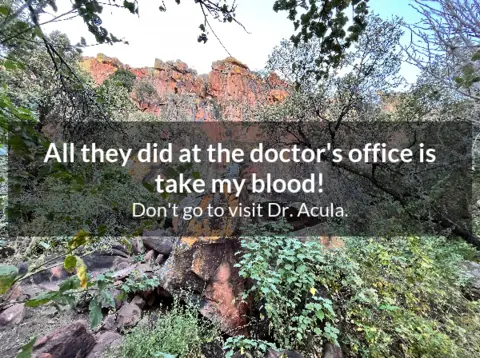 All they did at the doctor's office is
take my blood!
Don't go to visit Dr. Acula.